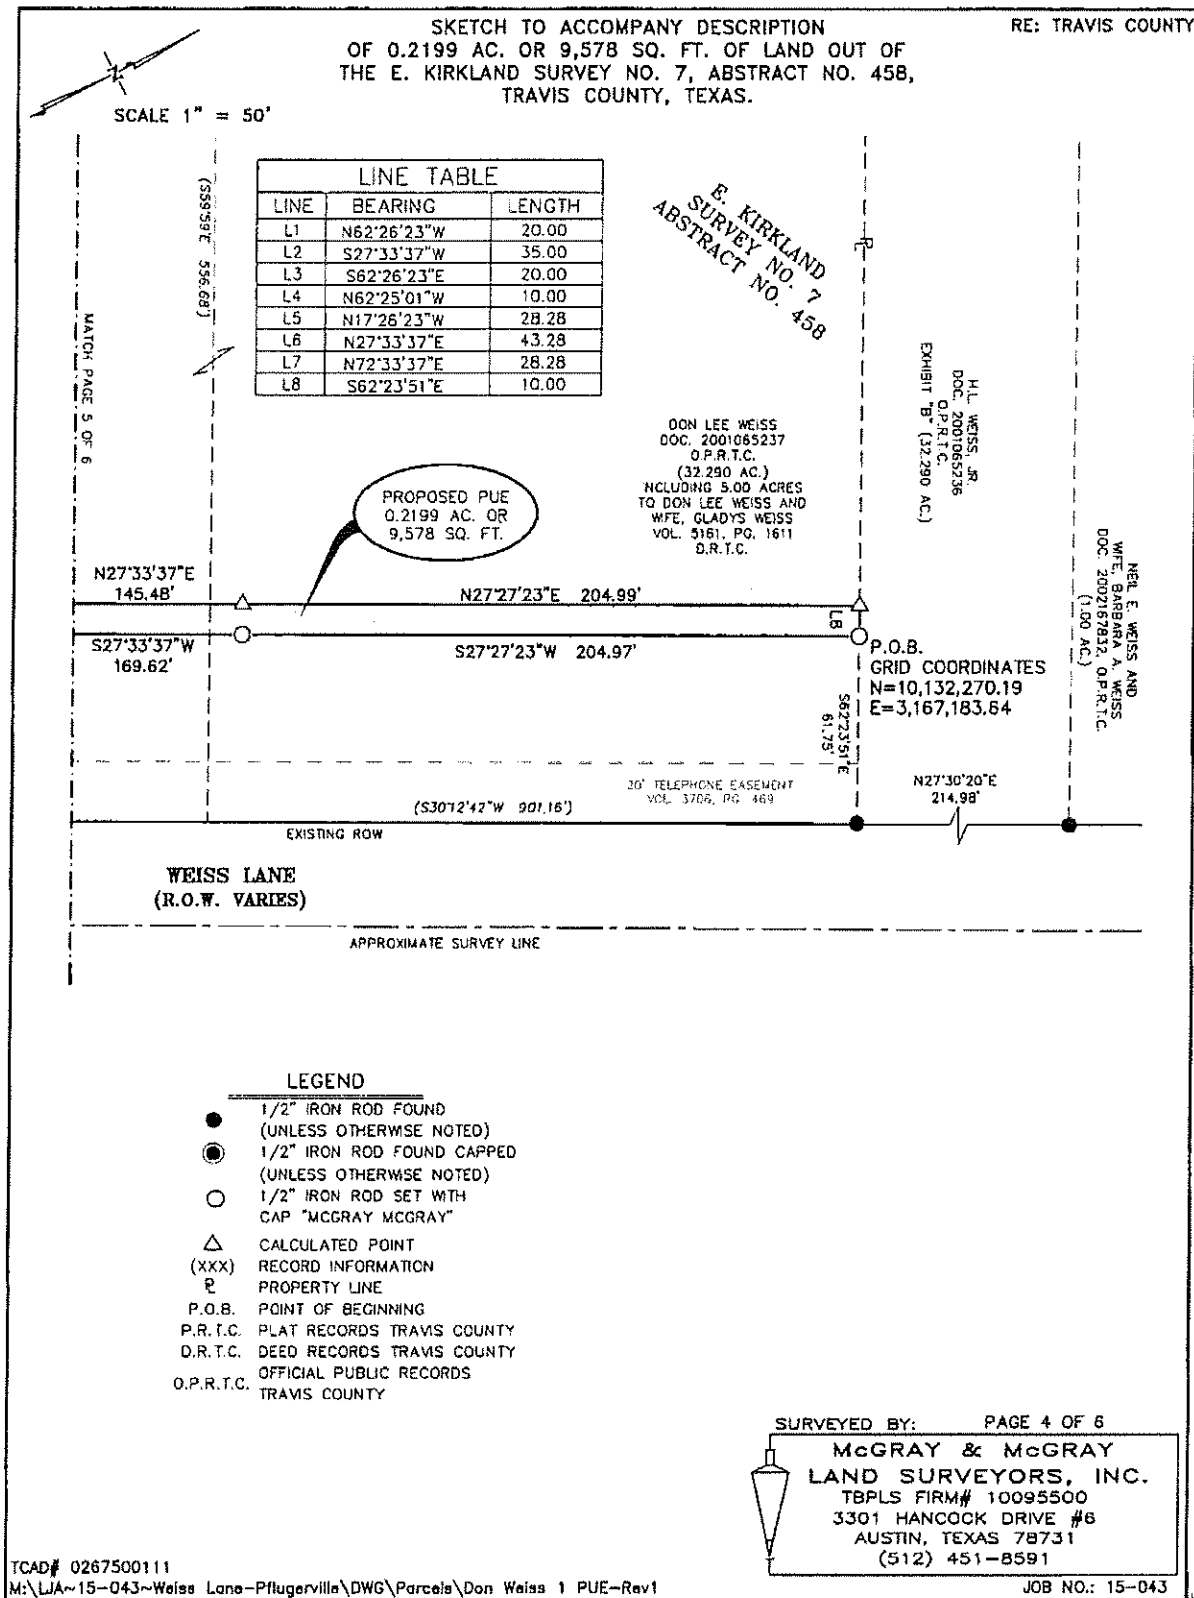 SKETCH TO ACCOMPANY DESCRIPTION
OF 0.2199 AC. OR 9,578 SQ. FT. OF LAND OUT OF
THE E. KIRKLAND SURVEY NO. 7, ABSTRACT NO. 458,
TRAVIS COUNTY, TEXAS.
RE: TRAVIS COUNTY
SCALE 1" = 50'
LINE TABLE
LINE BEARING LENGTH
L1 N62°26'23"W 20.00
L2 S27°33'37"W 35.00
L3 S62°26'23"E 20.00
L4 N62°25'01"W 10.00
L5 N17°26'23"W 28.28
L6 N27°33'37"E 43.28
L7 N72°33'37"E 28.28
L8 S62°23'51"E 10.00
(S59°59'E 556.68')
MATCH PAGE 5 OF 6
E. KIRKLAND
SURVEY NO. 7
ABSTRACT NO. 458
PL
H.L. WEISS, JR.
DOC. 2001065236
O.P.R.T.C.
EXHIBIT "B" (32.290 AC.)
NEIL E. WEISS AND
WIFE, BARBARA A. WEISS
DOC. 2002167832, O.P.R.T.C.
(1.00 AC.)
DON LEE WEISS
DOC. 2001065237
O.P.R.T.C.
(32.290 AC.)
NCLUDING 5.00 ACRES
TO DON LEE WEISS AND
WIFE, GLADYS WEISS
VOL. 5161, PG. 1611
D.R.T.C.
PROPOSED PUE
0.2199 AC. OR
9,578 SQ. FT.
N27°33'37"E
145.48'
N27°27'23"E 204.99'
L8
S27°33'37"W
169.62'
S27°27'23"W 204.97'
P.O.B.
GRID COORDINATES
N=10,132,270.19
E=3,167,183.64
S62°23'51"E
61.75'
20' TELEPHONE EASEMENT
VOL. 3706, PG. 469
N27°30'20"E
214.98'
(S30°12'42"W 901.16')
EXISTING ROW
WEISS LANE
(R.O.W. VARIES)
APPROXIMATE SURVEY LINE
LEGEND
1/2" IRON ROD FOUND
(UNLESS OTHERWISE NOTED)
1/2" IRON ROD FOUND CAPPED
(UNLESS OTHERWISE NOTED)
1/2" IRON ROD SET WITH
CAP "MCGRAY MCGRAY"
CALCULATED POINT
(XXX) RECORD INFORMATION
PL PROPERTY LINE
P.O.B. POINT OF BEGINNING
P.R.T.C. PLAT RECORDS TRAVIS COUNTY
D.R.T.C. DEED RECORDS TRAVIS COUNTY
O.P.R.T.C. OFFICIAL PUBLIC RECORDS
TRAVIS COUNTY
SURVEYED BY: PAGE 4 OF 6
McGRAY & McGRAY
LAND SURVEYORS, INC.
TBPLS FIRM# 10095500
3301 HANCOCK DRIVE #6
AUSTIN, TEXAS 78731
(512) 451-8591
TCAD# 0267500111
M:\LJA~15-043~Weiss Lane-Pflugerville\DWG\Parcels\Don Weiss 1 PUE-Rev1
JOB NO.: 15-043